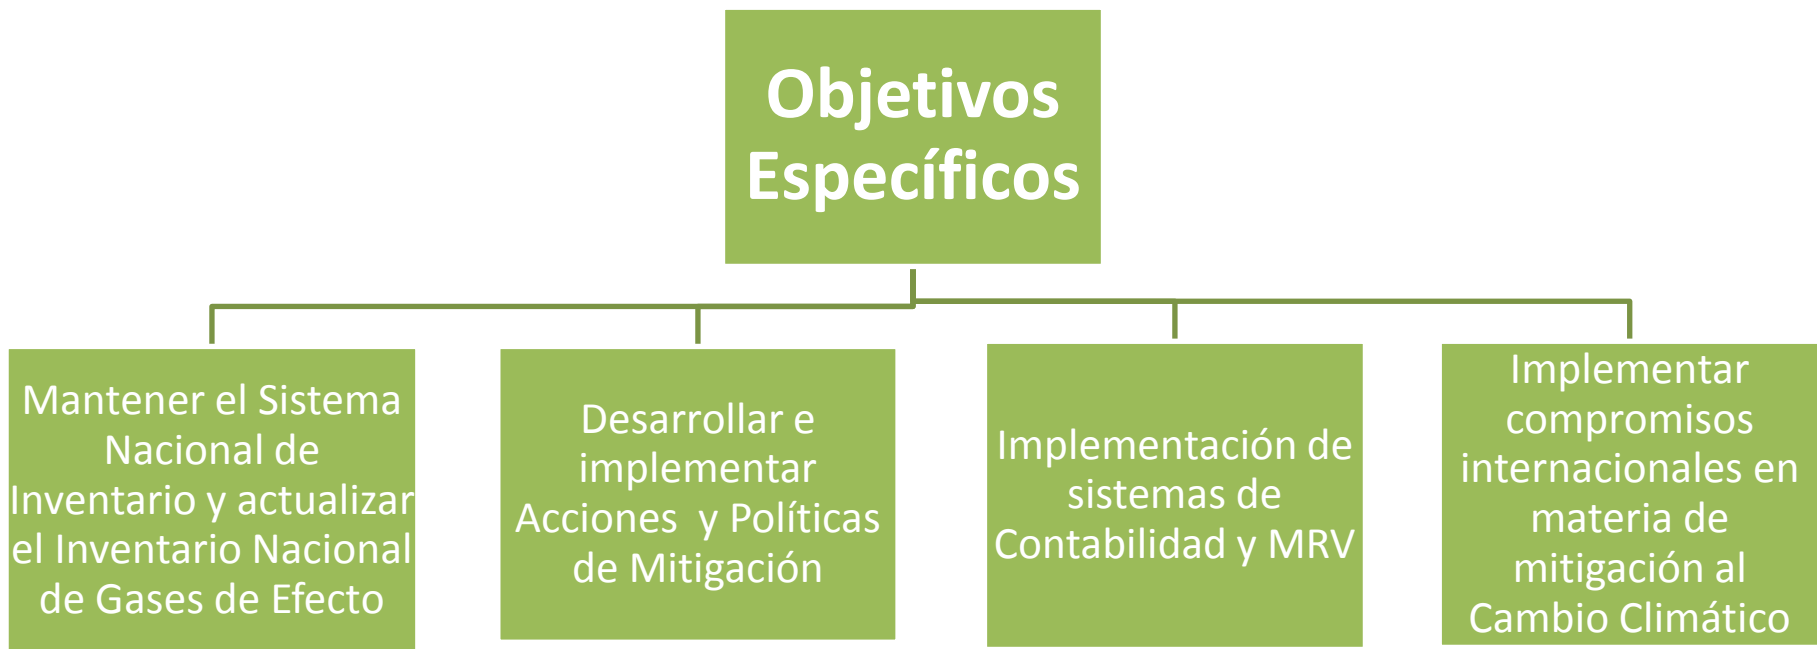 Objetivos
Específicos
Mantener el Sistema
Nacional de
Inventario y actualizar
el Inventario Nacional
de Gases de Efecto
Desarrollar e
implementar
Acciones  y Políticas
de Mitigación
Implementación de
sistemas de
Contabilidad y MRV
Implementar
compromisos
internacionales en
materia de
mitigación al
Cambio Climático